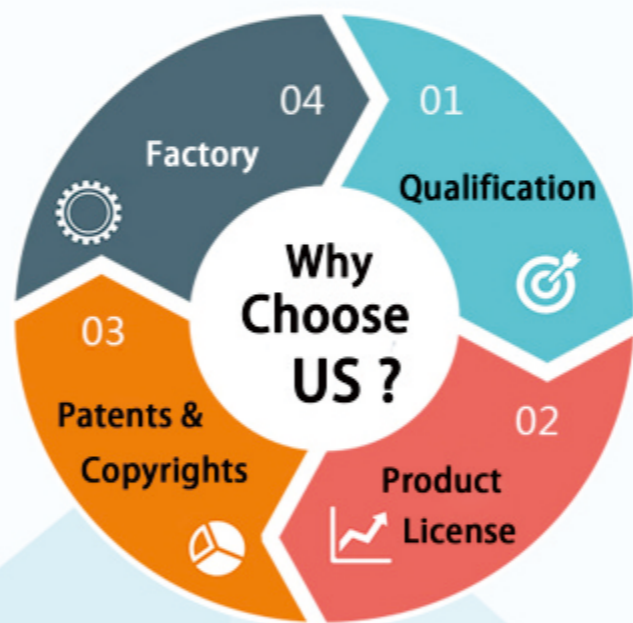 Why
Choose
US ?
01
Qualification
02
Product
License
03
Patents &
Copyrights
04
Factory